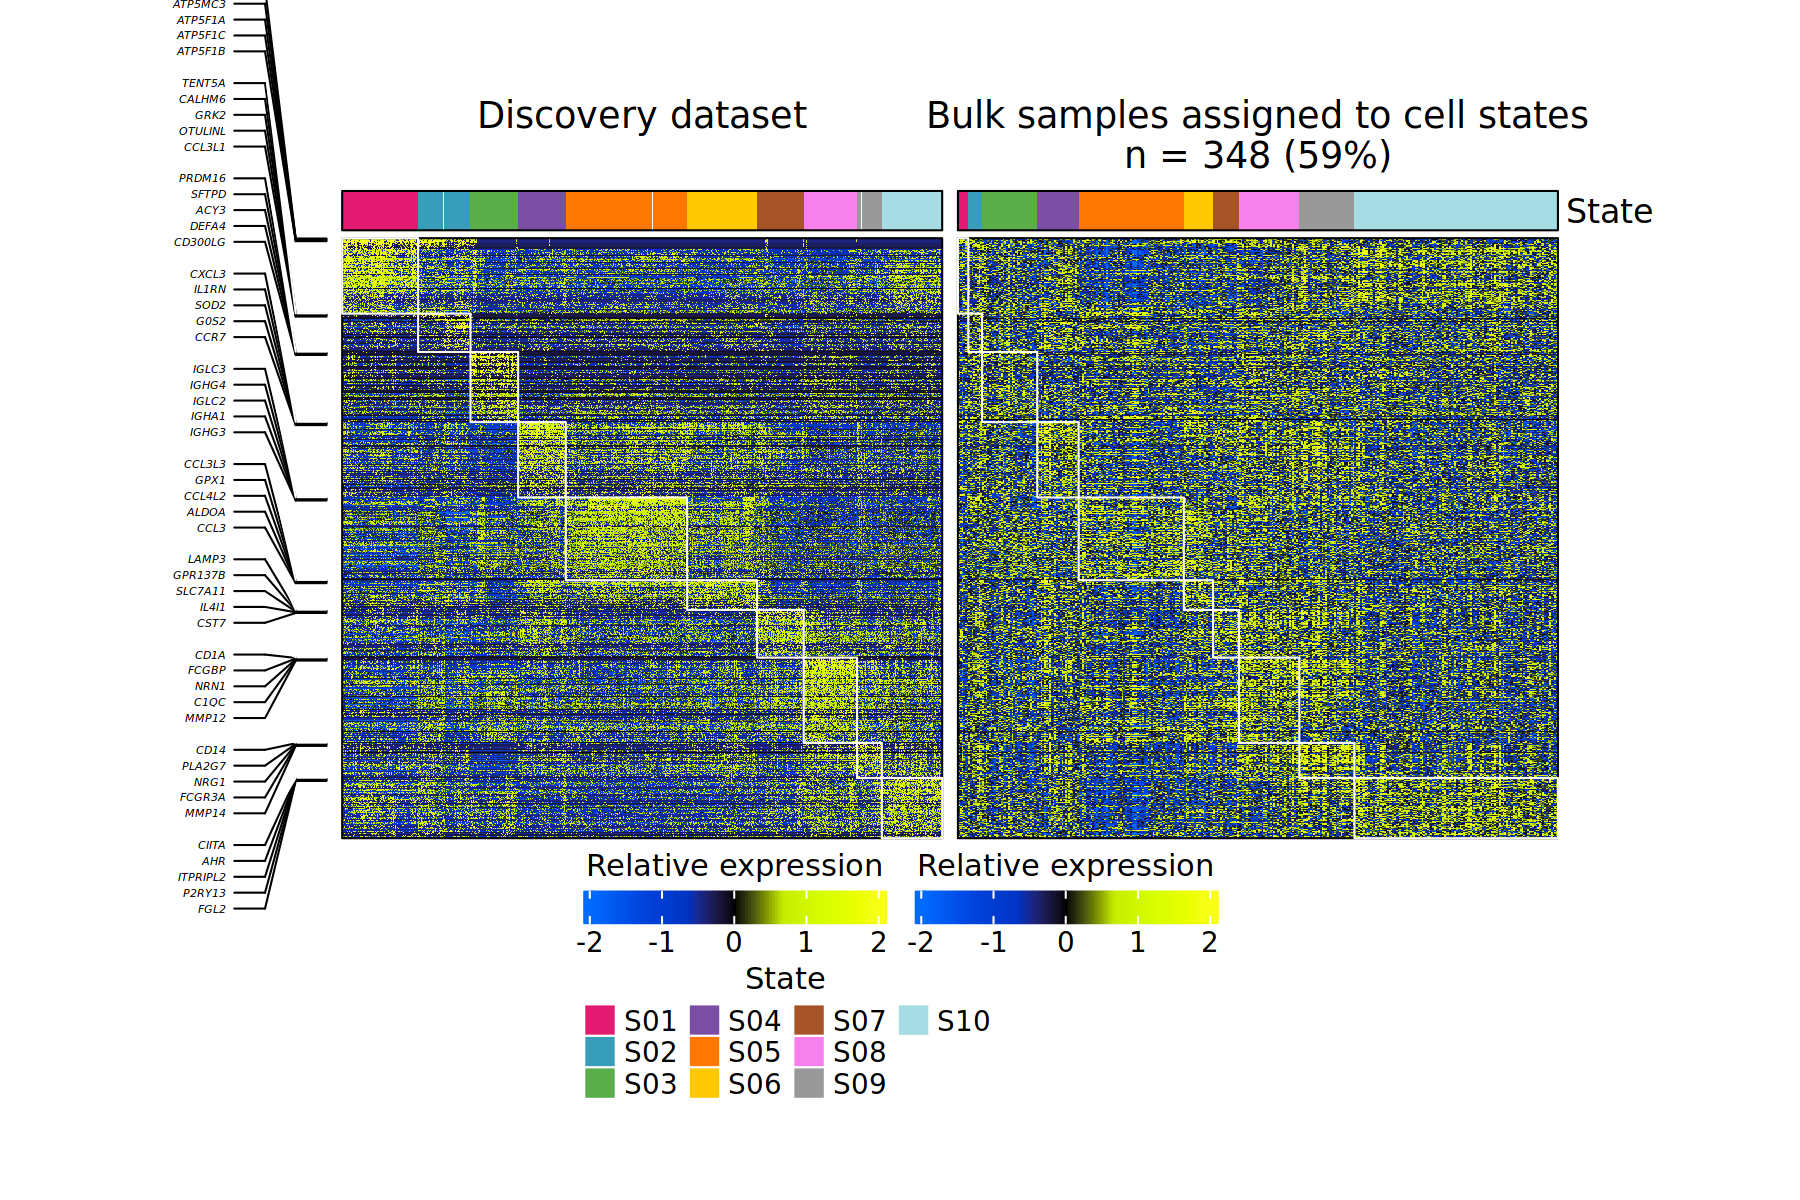 ATP5MC3
ATP5F1A
ATP5F1C
ATP5F1B
TENT5A
CALHM6
GRK2
OTULINL
CCL3L1
PRDM16
SFTPD
ACY3
DEFA4
CD300LG
CXCL3
IL1RN
SOD2
G0S2
CCR7
IGLC3
IGHG4
IGLC2
IGHA1
IGHG3
CCL3L3
GPX1
CCL4L2
ALDOA
CCL3
LAMP3
GPR137B
SLC7A11
IL4I1
CST7
CD1A
FCGBP
NRN1
C1QC
MMP12
CD14
PLA2G7
NRG1
FCGR3A
MMP14
CIITA
AHR
ITPRIPL2
P2RY13
FGL2
Discovery dataset
Bulk samples assigned to cell states
n = 348 (59%)
State
Relative expression
-2 -1 0 1 2
Relative expression
-2 -1 0 1 2
State
S01 S04 S07 S10
S02 S05 S08
S03 S06 S09